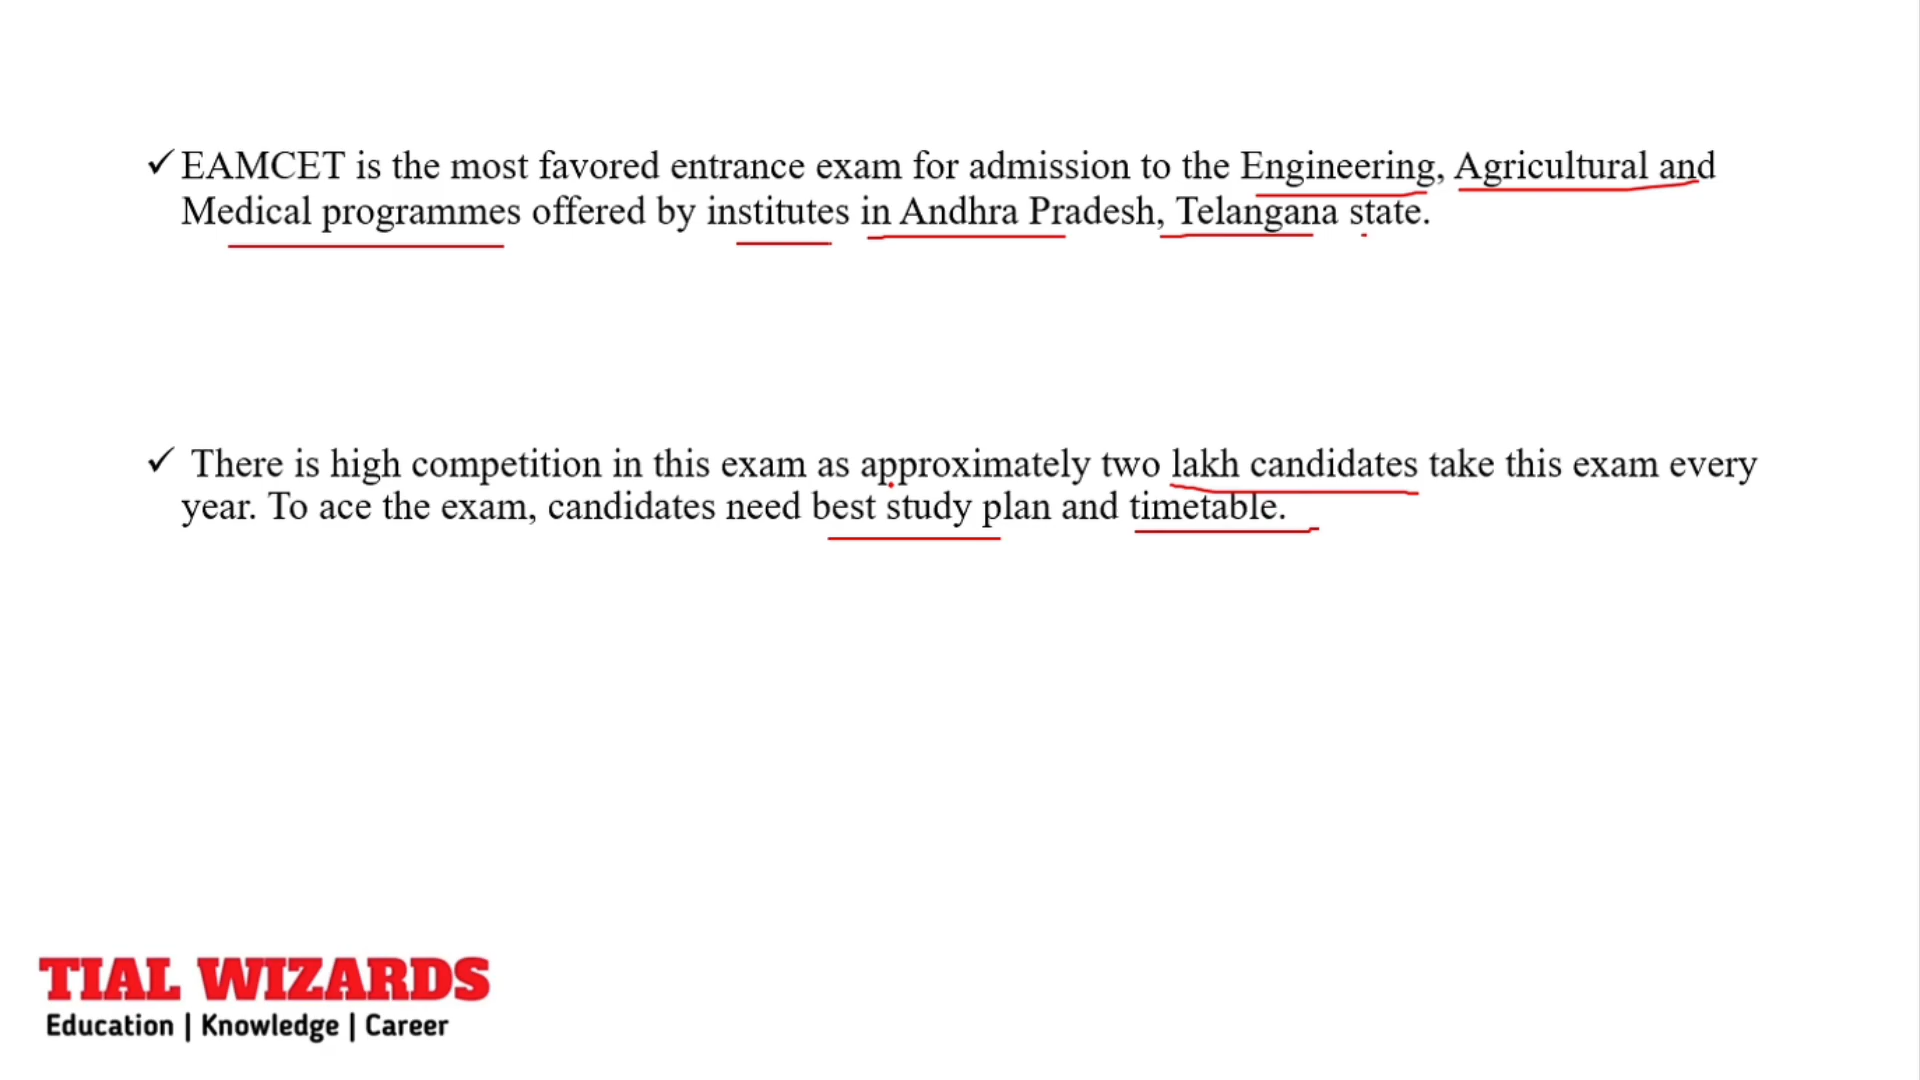 ✓ EAMCET is the most favored entrance exam for admission to the Engineering, Agricultural and
Medical programmes offered by institutes in Andhra Pradesh, Telangana state.
✓ There is high competition in this exam as approximately two lakh candidates take this exam every
year. To ace the exam, candidates need best study plan and timetable.
TIAL WIZARDS
Education | Knowledge | Career